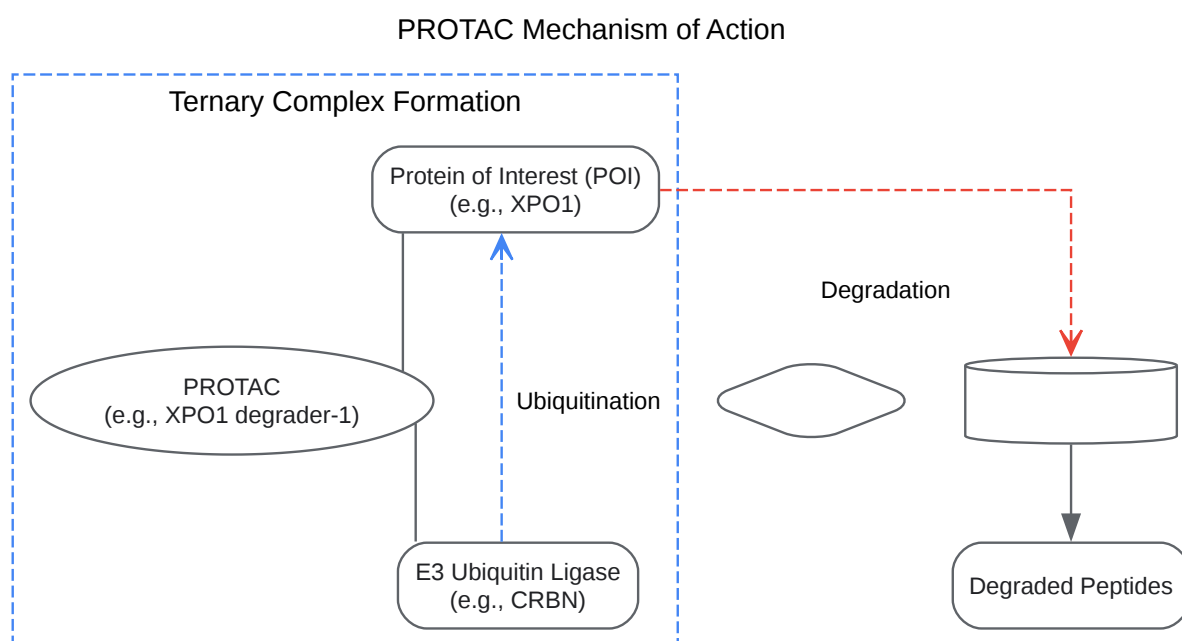 PROTAC Mechanism of Action
Ternary Complex Formation
Protein of Interest (POI)
(e.g., XPO1)
Degradation
PROTAC
(e.g., XPO1 degrader-1)
Ubiquitination
E3 Ubiquitin Ligase
(e.g., CRBN)
Degraded Peptides